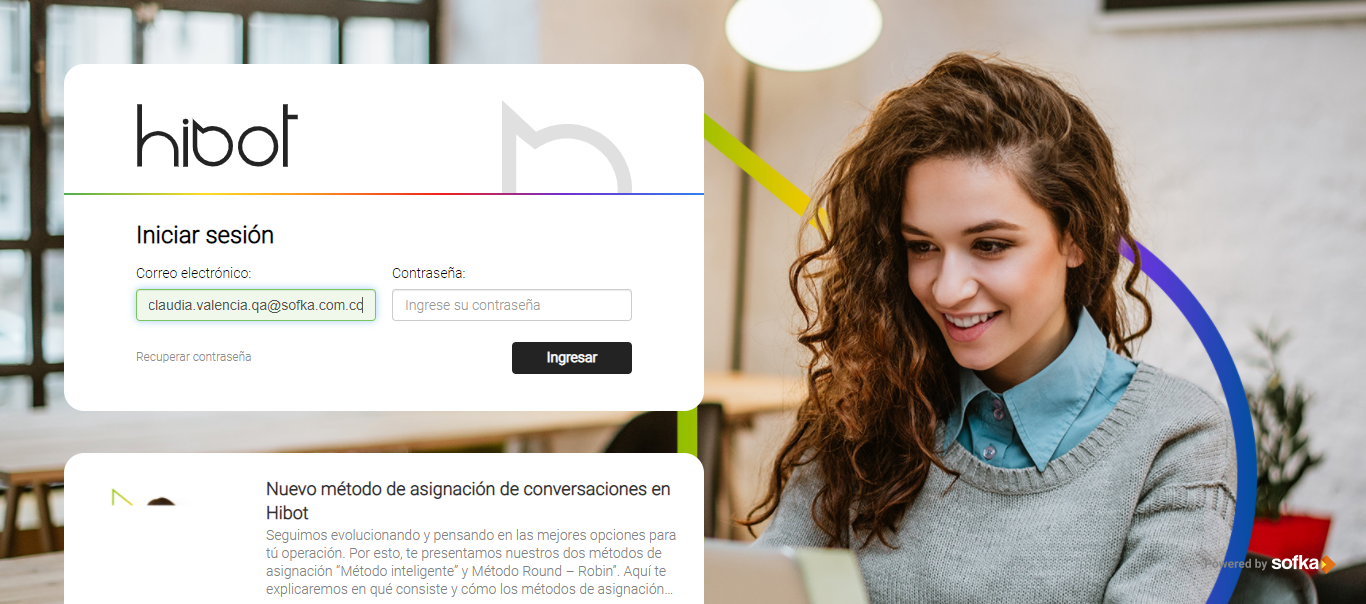 hibot
Iniciar sesión
Correo electrónico:
Contraseña:
claudia.valencia.qa@sofka.com.co
Ingrese su contraseña
Recuperar contraseña
Ingresar
Nuevo método de asignación de conversaciones en
Hibot
Seguimos evolucionando y pensando en las mejores opciones para
tú operación. Por esto, te presentamos nuestros dos métodos de
asignación “Método inteligente” y Método Round – Robin”. Aquí te
explicaremos en qué consiste y cómo los métodos de asignación...
Powered by sofka